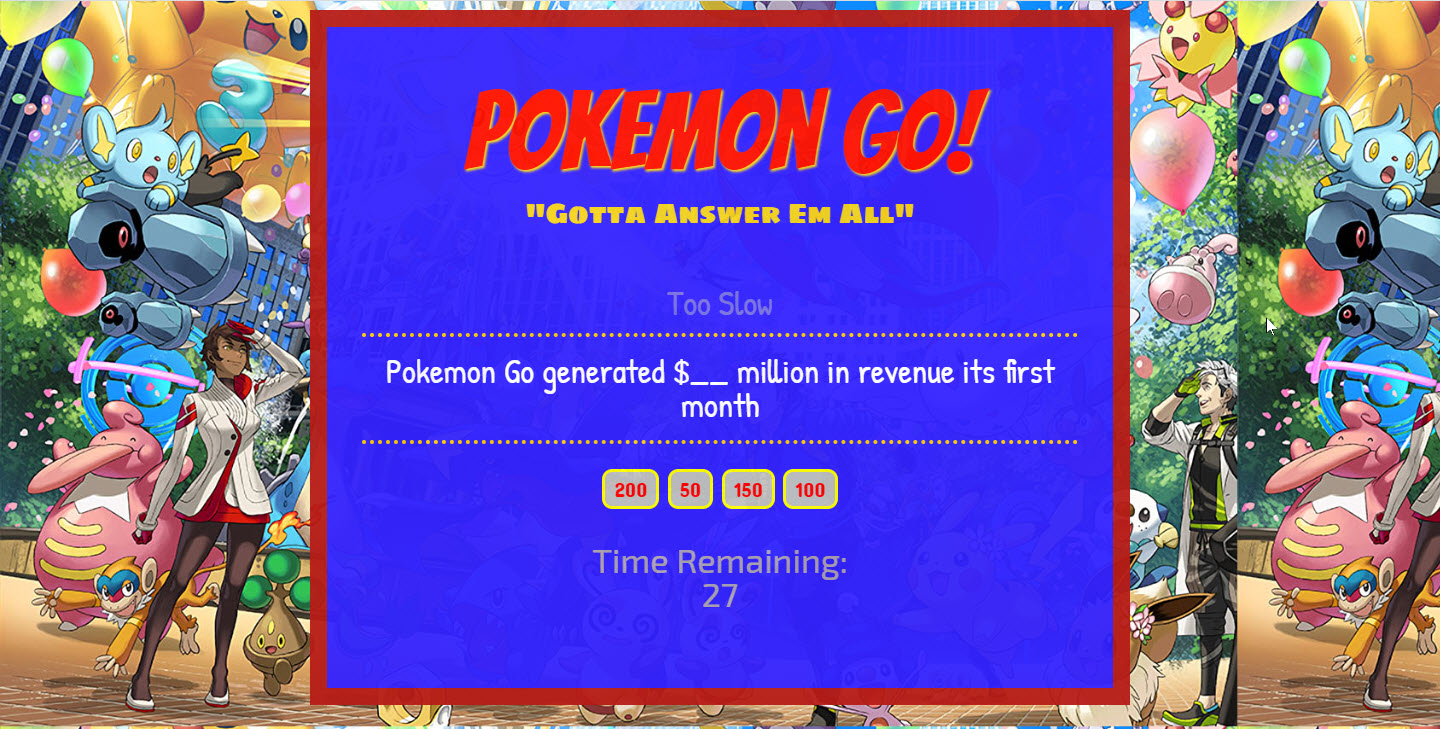 POKEMON GO!
"Gotta Answer Em All"
Too Slow
Pokemon Go generated $__ million in revenue its first
month
200 50 150 100
Time Remaining:
27